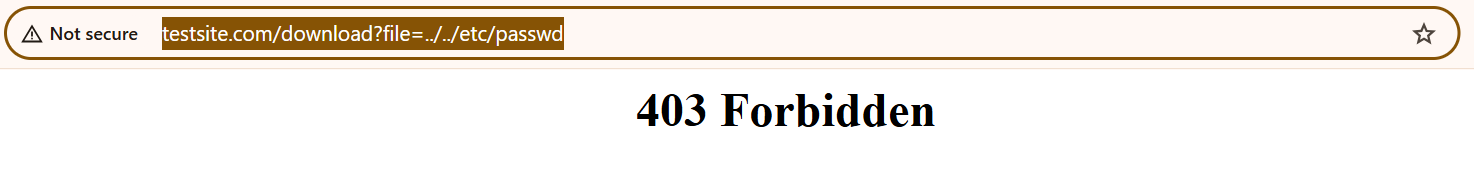 Not secure testsite.com/download?file=../../etc/passwd
403 Forbidden